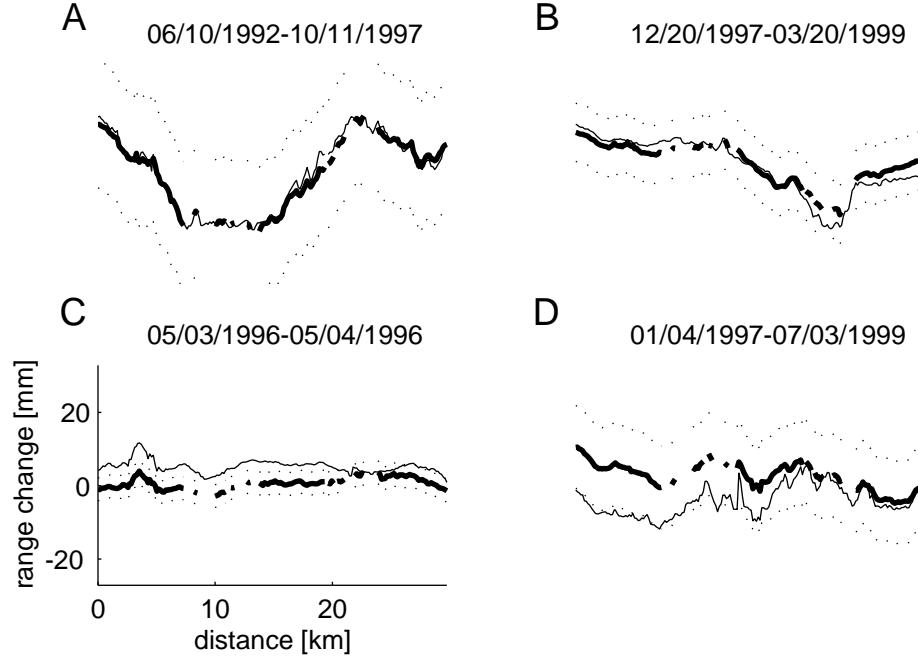 A
06/10/1992-10/11/1997
B
12/20/1997-03/20/1999
C
05/03/1996-05/04/1996
D
01/04/1997-07/03/1999
range change [mm]
20
0
-20
0
10
20
distance [km]